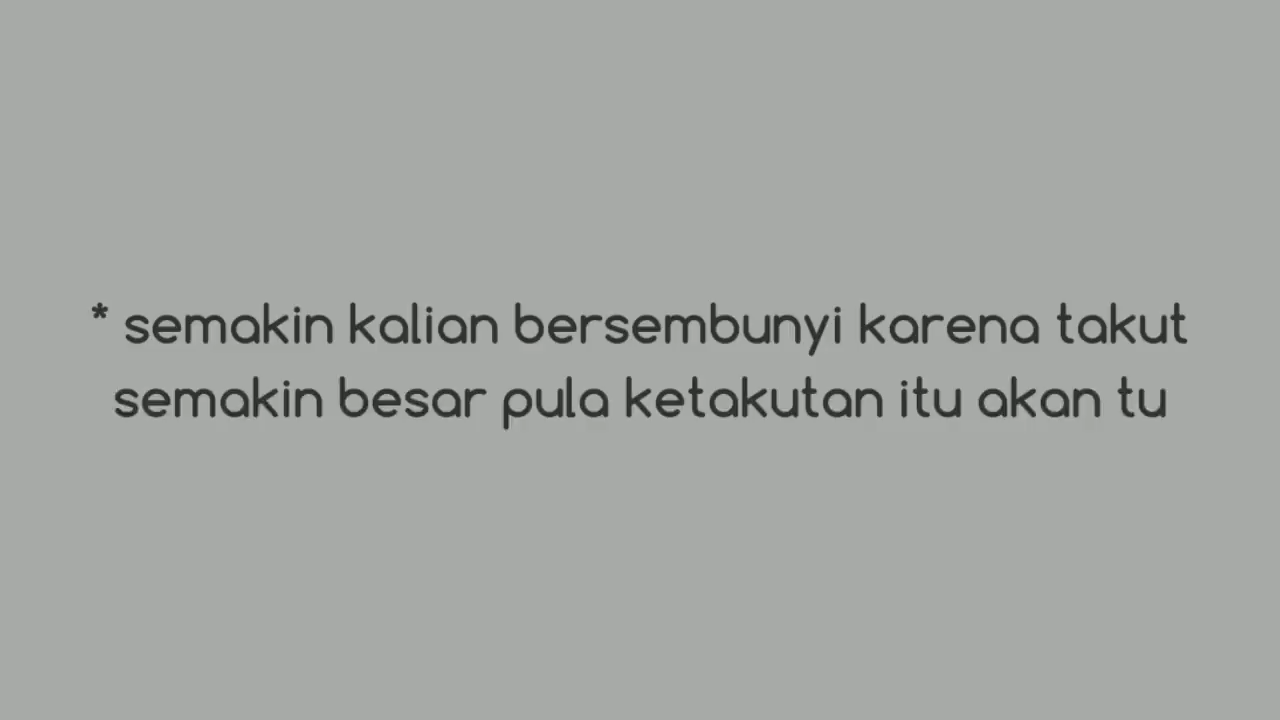 * semakin kalian bersembunyi karena takut
semakin besar pula ketakutan itu akan tu